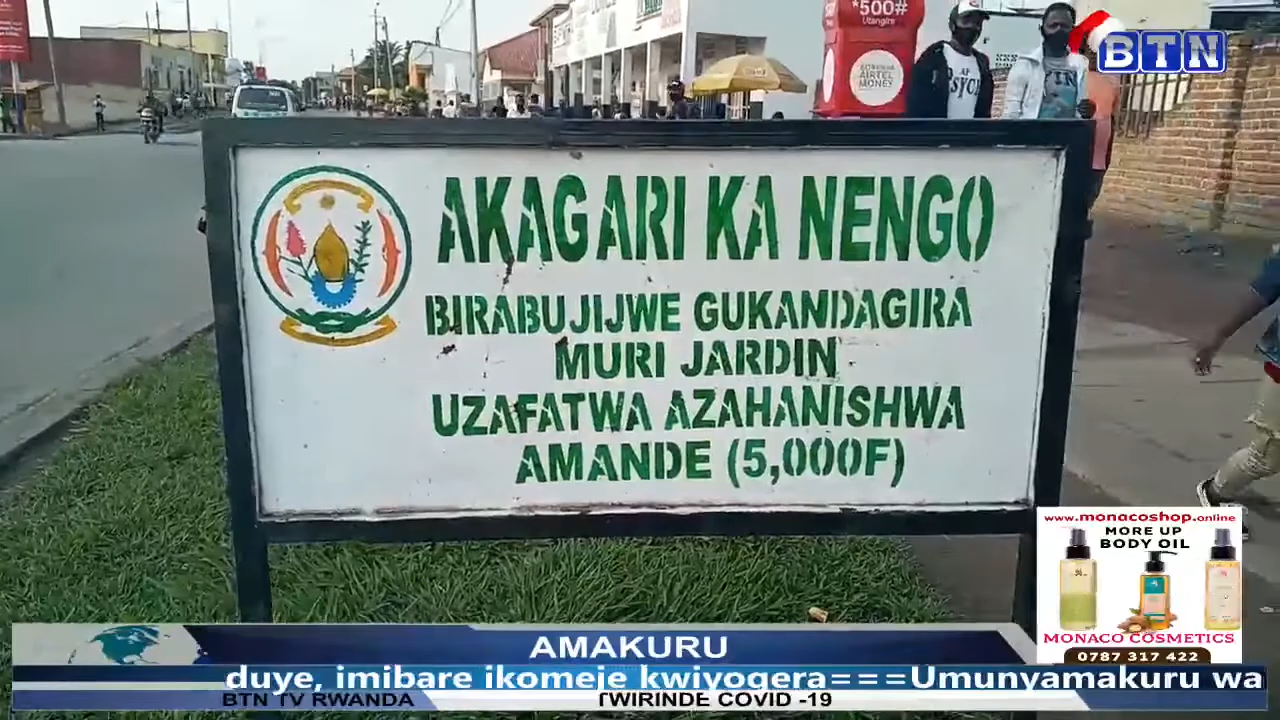 *500#
Utangire
AIRTEL
MONEY
BTN
AKAGARI KA NENGO
BIRABUJIJWE GUKANDAGIRA
MURI JARDIN
UZAFATWA AZAHANISHWA
AMANDE (5,000F)
www.monacoshop.online
MORE UP
BODY OIL
MONACO COSMETICS
0787 317 422
AMAKURU
duye, imibare ikomeje kwiyogera===Umunyamakuru wa
BTN TV RWANDA
TWIRINDE COVID -19